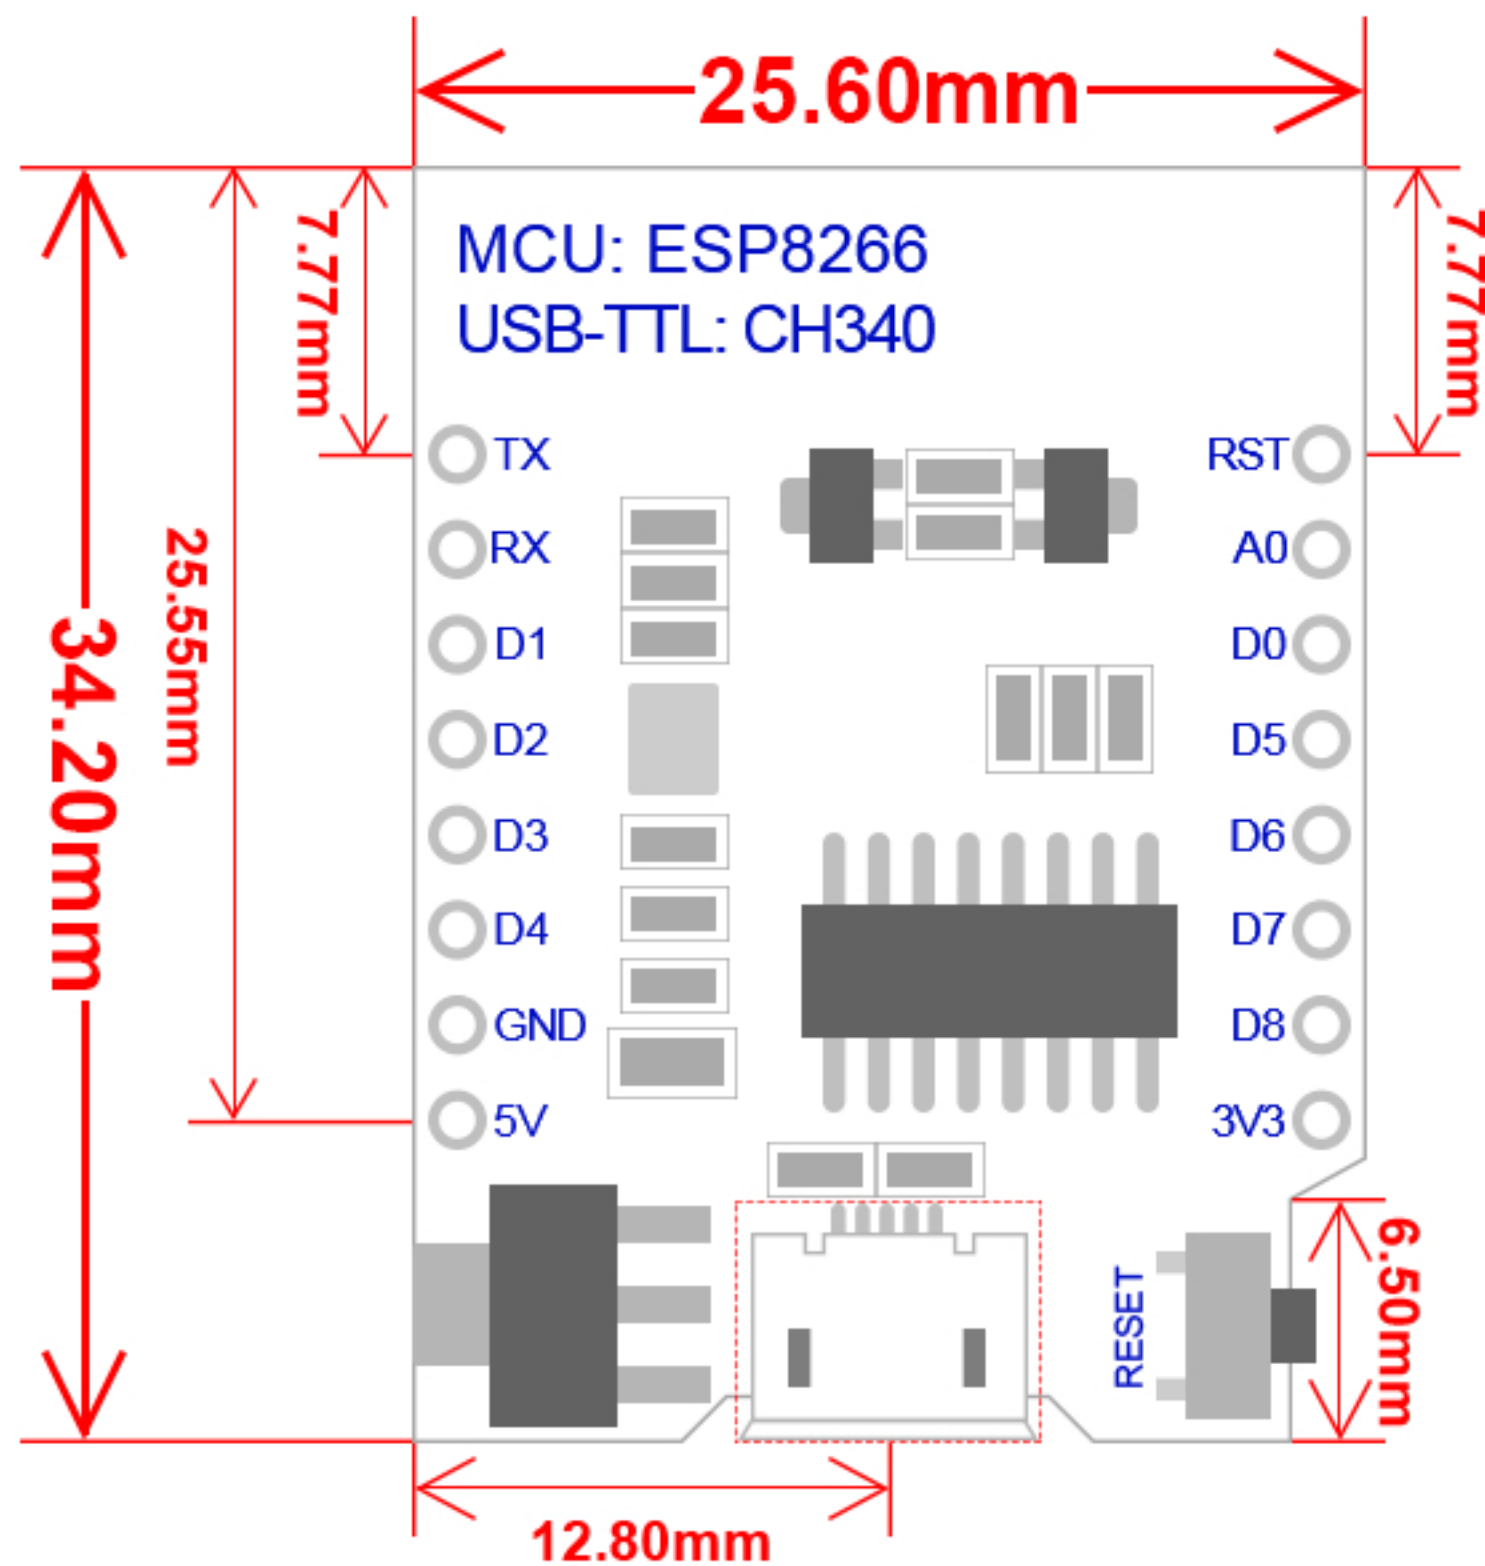 25.60mm
34.20mm
25.55mm
7.77mm
7.77mm
MCU: ESP8266
USB-TTL: CH340
TX
RST
RX
A0
D1
D0
D2
D5
D3
D6
D4
D7
GND
D8
5V
3V3
RESET
6.50mm
12.80mm